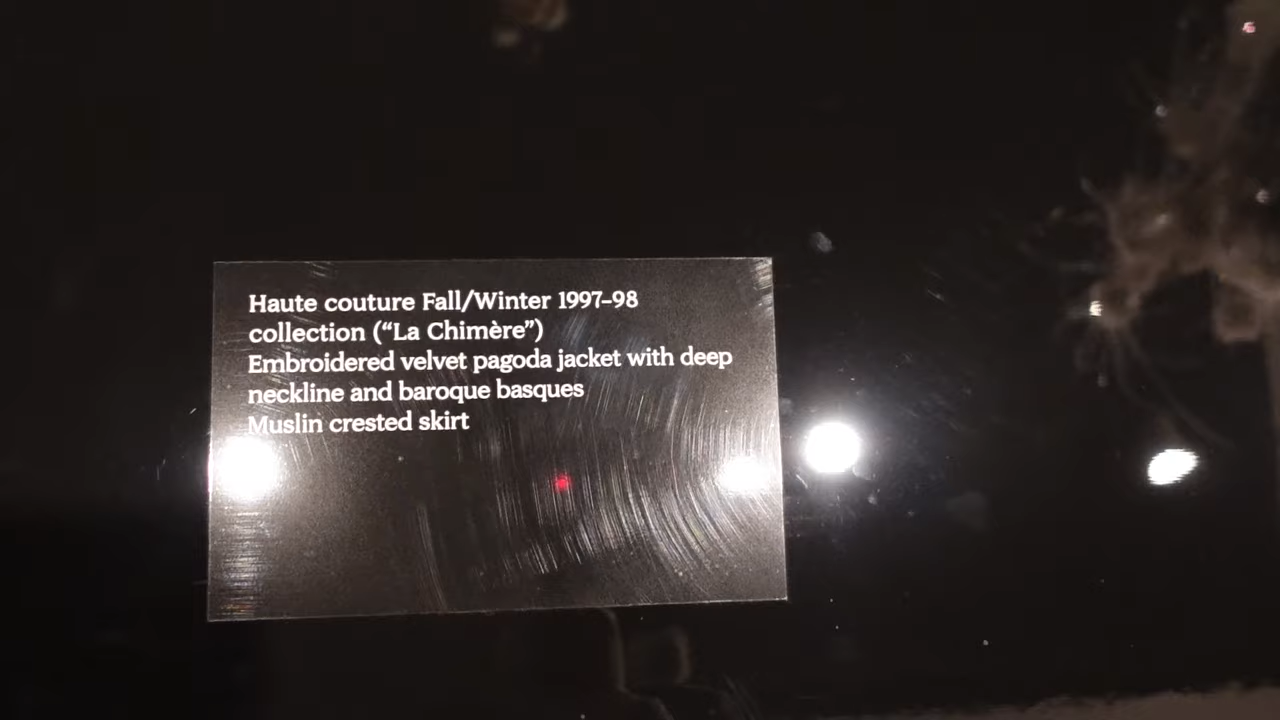 Haute couture Fall/Winter 1997–98
collection (“La Chimère”)
Embroidered velvet pagoda jacket with deep
neckline and baroque basques
Muslin crested skirt